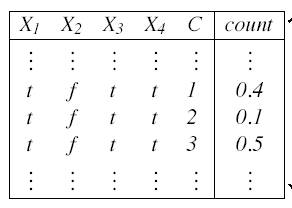 X1 X2 X3 X4 C count
⋮ ⋮ ⋮ ⋮ ⋮ ⋮
t f t t 1 0.4
t f t t 2 0.1
t f t t 3 0.5
⋮ ⋮ ⋮ ⋮ ⋮ ⋮